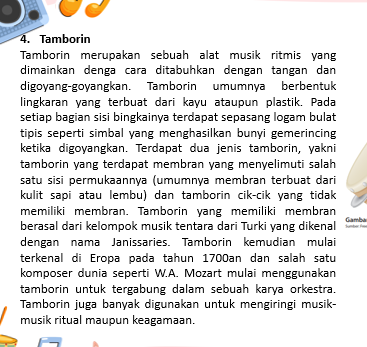 4. Tamborin
Tamborin merupakan sebuah alat musik ritmis yang
dimainkan denga cara ditabuhkan dengan tangan dan
digoyang-goyangkan. Tamborin umumnya berbentuk
lingkaran yang terbuat dari kayu ataupun plastik. Pada
setiap bagian sisi bingkainya terdapat sepasang logam bulat
tipis seperti simbal yang menghasilkan bunyi gemerincing
ketika digoyangkan. Terdapat dua jenis tamborin, yakni
tamborin yang terdapat membran yang menyelimuti salah
satu sisi permukaannya (umumnya membran terbuat dari
kulit sapi atau lembu) dan tamborin cik-cik yang tidak
memiliki membran. Tamborin yang memiliki membran
berasal dari kelompok musik tentara dari Turki yang dikenal
dengan nama Janissaries. Tamborin kemudian mulai
terkenal di Eropa pada tahun 1700an dan salah satu
komposer dunia seperti W.A. Mozart mulai menggunakan
tamborin untuk tergabung dalam sebuah karya orkestra.
Tamborin juga banyak digunakan untuk mengiringi musik-
musik ritual maupun keagamaan.